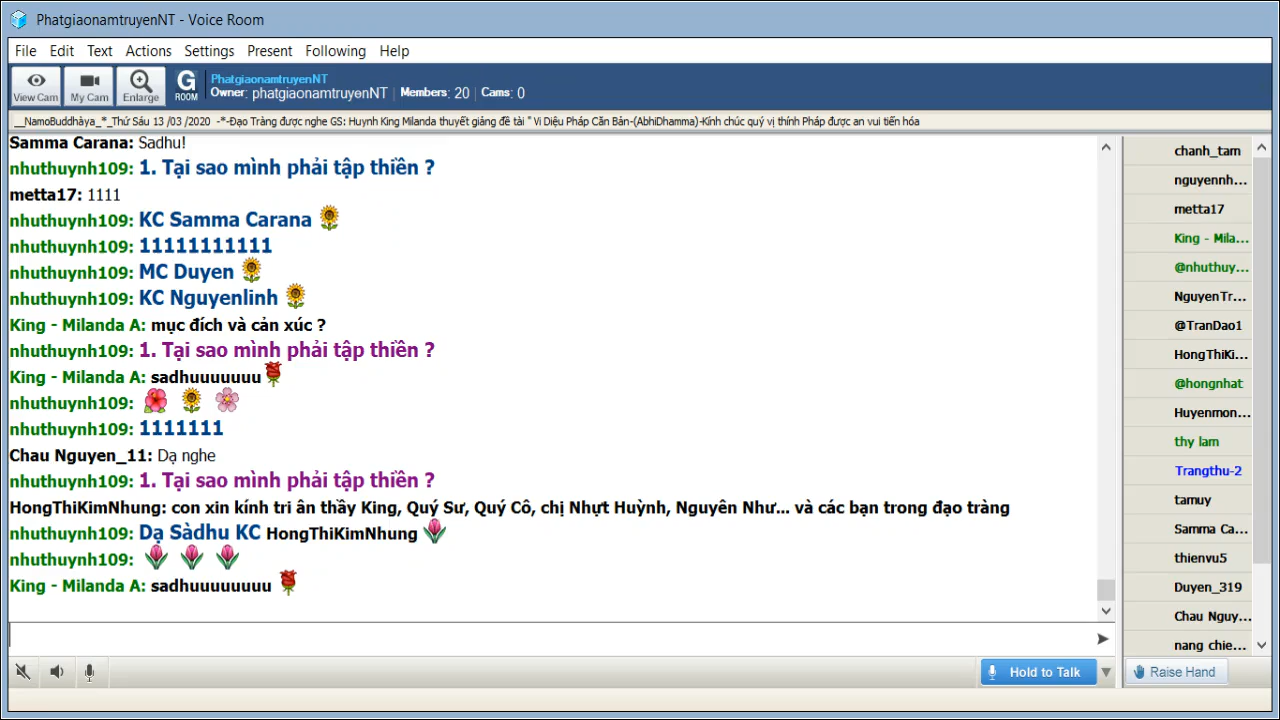 PhatgiaonamtruyenNT - Voice Room
File Edit Text Actions Settings Present Following Help
View Cam My Cam Enlarge G ROOM
PhatgiaonamtruyenNT
Owner: phatgiaonamtruyenNT Members: 20 Cams: 0
__NamoBuddhàya_*_Thứ Sáu 13 /03 /2020 -*-Đạo Tràng được nghe GS: Huynh King Milanda thuyết giảng đề tài " Vi Diệu Pháp Căn Bản-(AbhiDhamma)-Kính chúc quý vị thính Pháp được an vui tiến hóa
Samma Carana: Sadhu!
nhuthuynh109: 1. Tại sao mình phải tập thiền ?
metta17: 1111
nhuthuynh109: KC Samma Carana
nhuthuynh109: 11111111111
nhuthuynh109: MC Duyen
nhuthuynh109: KC Nguyenlinh
King - Milanda A: mục đích và cản xúc ?
nhuthuynh109: 1. Tại sao mình phải tập thiền ?
King - Milanda A: sadhuuuuuuu
nhuthuynh109:
nhuthuynh109: 1111111
Chau Nguyen_11: Dạ nghe
nhuthuynh109: 1. Tại sao mình phải tập thiền ?
HongThiKimNhung: con xin kính tri ân thầy King, Quý Sư, Quý Cô, chị Nhựt Huỳnh, Nguyên Như... và các bạn trong đạo tràng
nhuthuynh109: Dạ Sàdhu KC HongThiKimNhung
nhuthuynh109:
King - Milanda A: sadhuuuuuuuu
chanh_tam
nguyennh...
metta17
King - Mila...
@nhuthuy...
NguyenTr...
@TranDao1
HongThiKi...
@hongnhat
Huyenmon...
thy lam
Trangthu-2
tamuy
Samma Ca...
thienvu5
Duyen_319
Chau Nguy...
nang chie...
Hold to Talk
Raise Hand